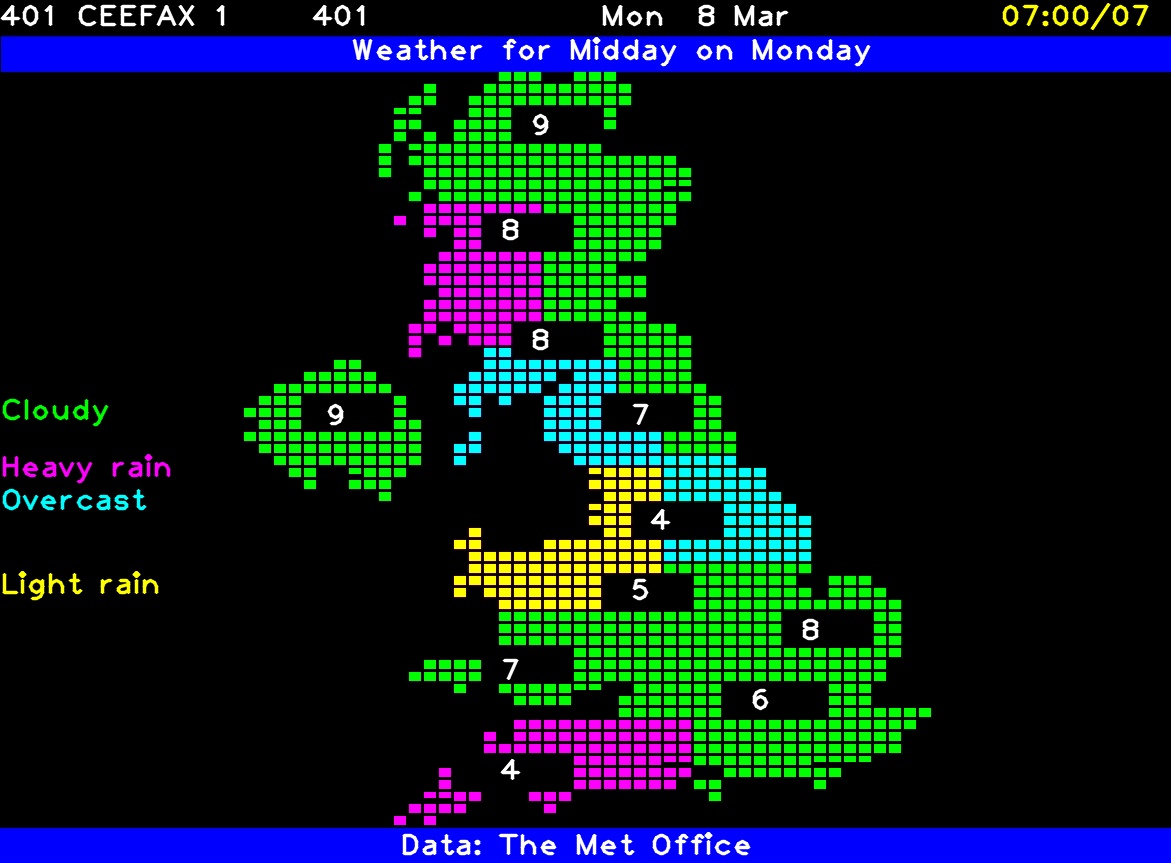 401 CEEFAX 1 401 Mon 8 Mar 07:00/07
Weather for Midday on Monday
9
8
8
Cloudy
9
7
Heavy rain
Overcast
4
Light rain
5
8
7
6
4
Data: The Met Office